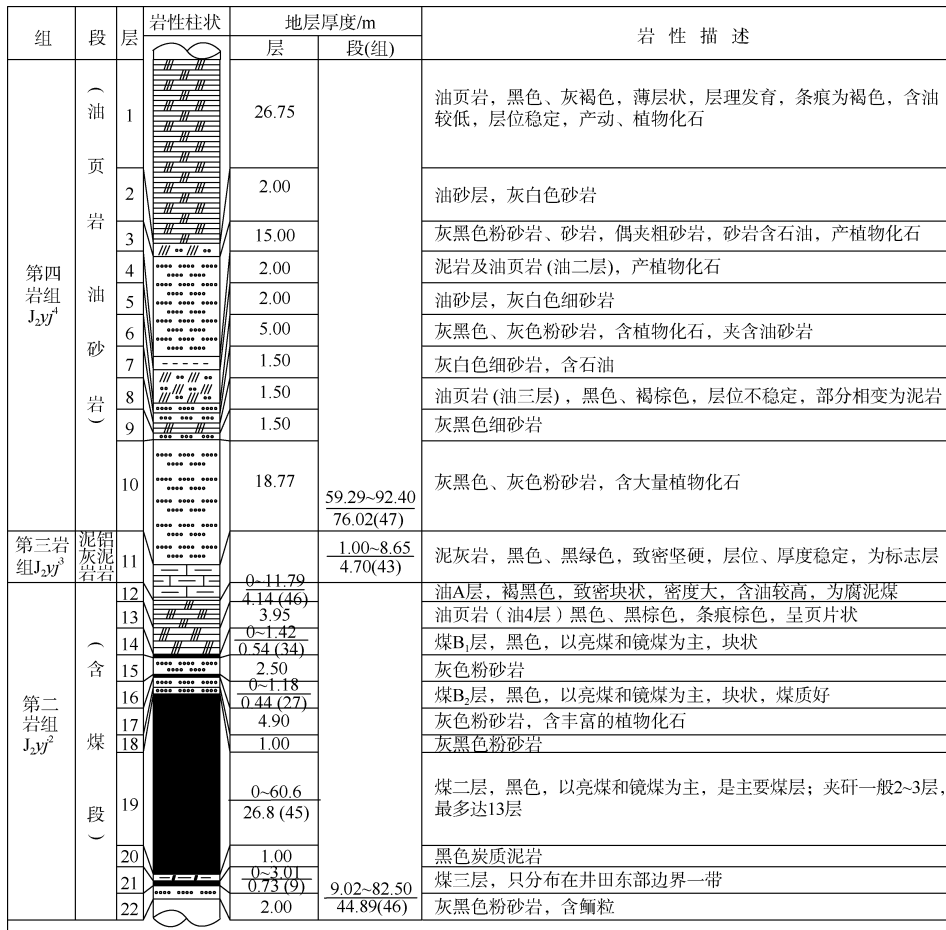 组 段 层 岩性柱状 地层厚度/m 岩 性 描 述
层 段(组)
第四
岩组
J₂yj⁴
(油页岩 油砂岩)
1 26.75 油页岩，黑色、灰褐色，薄层状，层理发育，条痕为褐色，含油
较低，层位稳定，产动、植物化石
2 2.00 油砂层，灰白色砂岩
3 15.00 灰黑色粉砂岩、砂岩，偶夹粗砂岩，砂岩含石油，产植物化石
4 2.00 泥岩及油页岩 (油二层)，产植物化石
5 2.00 油砂层，灰白色细砂岩
6 5.00 灰黑色、灰色粉砂岩，含植物化石，夹含油砂岩
7 1.50 灰白色细砂岩，含石油
8 1.50 油页岩 (油三层) ，黑色、褐棕色，层位不稳定，部分相变为泥岩
9 1.50 灰黑色细砂岩
10 18.77 灰黑色、灰色粉砂岩，含大量植物化石
59.29~92.40
76.02(47)
第三岩
组J₂yj³
泥铝
灰泥
岩岩
11 泥灰岩，黑色、黑绿色，致密坚硬，层位、厚度稳定，为标志层
1.00~8.65
4.70(43)
第二
岩组
J₂yj²
(含煤段)
12 0~11.79 油A层，褐黑色，致密块状，密度大，含油较高，为腐泥煤
4.14 (46)
13 3.95 油页岩（油4层）黑色、黑棕色，条痕棕色，呈页片状
14 0~1.42 煤B₁层，黑色，以亮煤和镜煤为主，块状
0.54 (34)
15 2.50 灰色粉砂岩
16 0~1.18 煤B₂层，黑色，以亮煤和镜煤为主，块状，煤质好
0.44 (27)
17 4.90 灰色粉砂岩，含丰富的植物化石
18 1.00 灰黑色粉砂岩
19 0~60.6 煤二层，黑色，以亮煤和镜煤为主，是主要煤层；夹矸一般2~3层，
26.8 (45) 最多达13层
20 1.00 黑色炭质泥岩
21 0~3.01 煤三层，只分布在井田东部边界一带
0.73 (9)
22 2.00 灰黑色粉砂岩，含鲕粒
9.02~82.50
44.89(46)